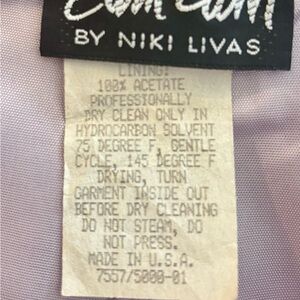 BY NIKI LIVAS
LINING:
100% ACETATE
PROFESSIONALLY
DRY CLEAN ONLY IN
HYDROCARBON SOLVENT
75 DEGREE F, GENTLE
CYCLE, 145 DEGREE F
DRYING, TURN
GARMENT INSIDE OUT
BEFORE DRY CLEANING
DO NOT STEAM, DO
NOT PRESS.
MADE IN U.S.A.
7557/5000-01